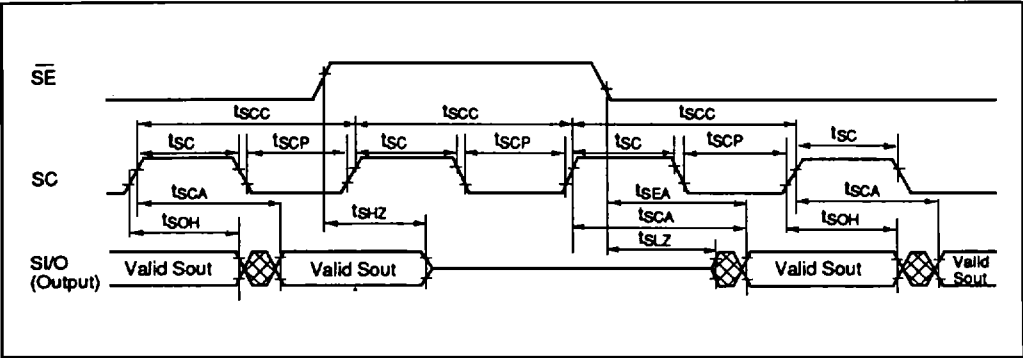 SE
tSCC tSCC tSCC
tSC tSCP tSC tSCP tSC tSCP tSC
SC
tSCA tSEA tSCA
tSHZ tSCA
tSOH tSLZ tSOH
SI/O Valid Sout Valid Sout Valid Sout Valid
(Output) Sout